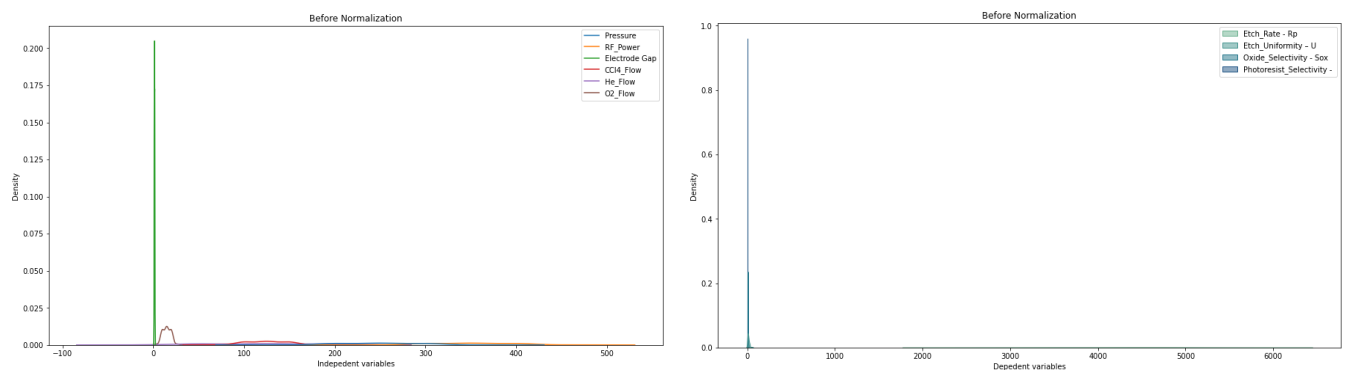 Before Normalization
Pressure
RF_Power
Electrode Gap
CCl4_Flow
He_Flow
O2_Flow
0.200
0.175
0.150
0.125
0.100
0.075
0.050
0.025
0.000
Density
−100
0
100
200
300
400
500
Indepedent variables
Before Normalization
Etch_Rate - Rp
Etch_Uniformity – U
Oxide_Selectivity - Sox
Photoresist_Selectivity -
1.0
0.8
0.6
0.4
0.2
0.0
Density
0
1000
2000
3000
4000
5000
6000
Depedent variables